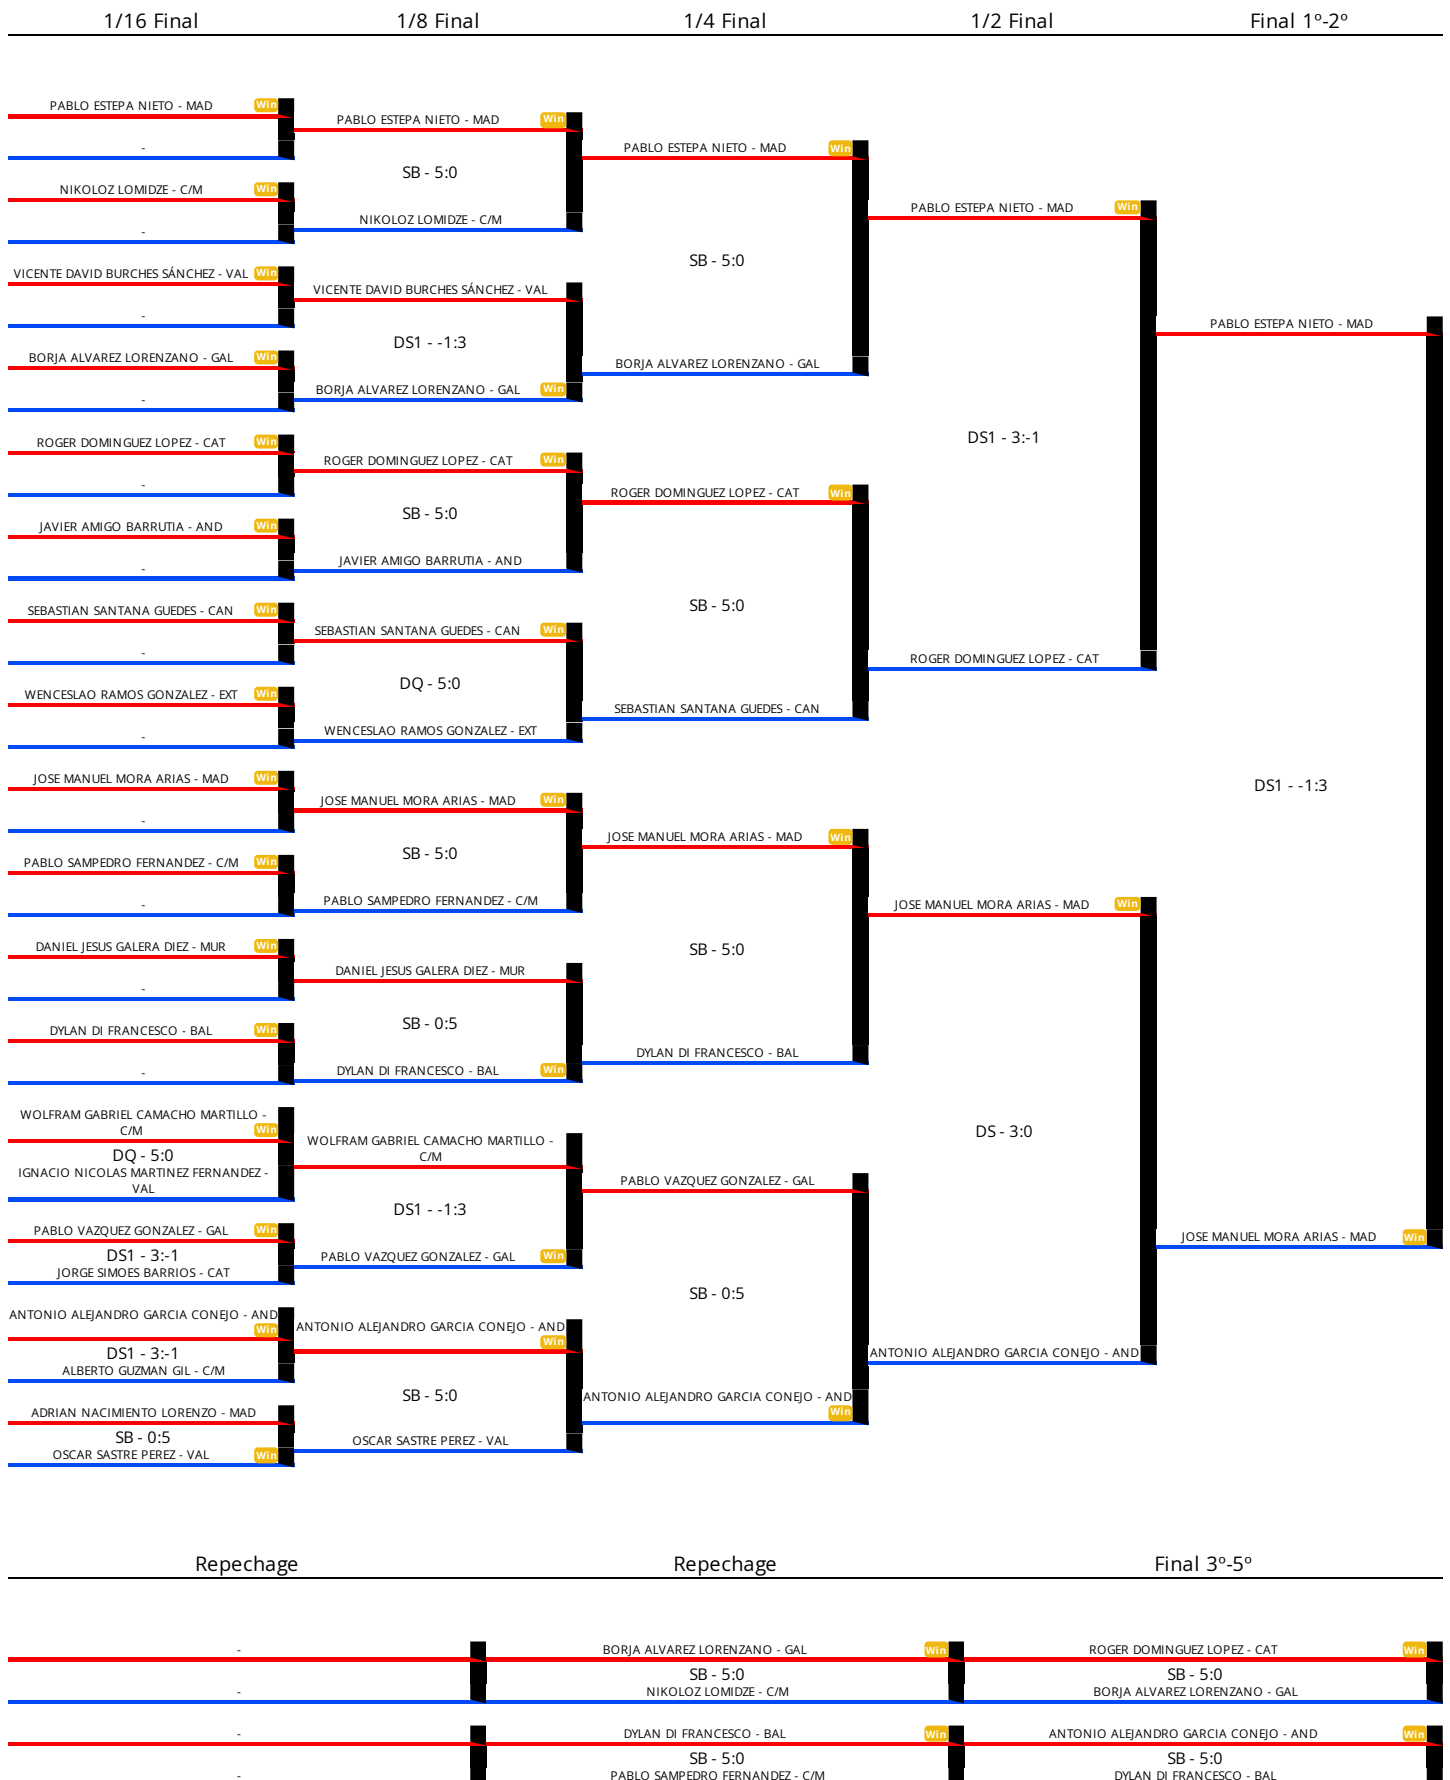 1/16 Final
1/8 Final
1/4 Final
1/2 Final
Final 1º-2º
PABLO ESTEPA NIETO - MAD
Win
-
NIKOLOZ LOMIDZE - C/M
Win
-
VICENTE DAVID BURCHES SÁNCHEZ - VAL
Win
-
BORJA ALVAREZ LORENZANO - GAL
Win
-
ROGER DOMINGUEZ LOPEZ - CAT
Win
-
JAVIER AMIGO BARRUTIA - AND
Win
-
SEBASTIAN SANTANA GUEDES - CAN
Win
-
WENCESLAO RAMOS GONZALEZ - EXT
Win
-
JOSE MANUEL MORA ARIAS - MAD
Win
-
PABLO SAMPEDRO FERNANDEZ - C/M
Win
-
DANIEL JESUS GALERA DIEZ - MUR
Win
-
DYLAN DI FRANCESCO - BAL
Win
-
WOLFRAM GABRIEL CAMACHO MARTILLO -
C/M
Win
DQ - 5:0
IGNACIO NICOLAS MARTINEZ FERNANDEZ -
VAL
PABLO VAZQUEZ GONZALEZ - GAL
Win
DS1 - 3:-1
JORGE SIMOES BARRIOS - CAT
ANTONIO ALEJANDRO GARCIA CONEJO - AND
Win
DS1 - 3:-1
ALBERTO GUZMAN GIL - C/M
ADRIAN NACIMIENTO LORENZO - MAD
SB - 0:5
OSCAR SASTRE PEREZ - VAL
Win
PABLO ESTEPA NIETO - MAD
Win
SB - 5:0
NIKOLOZ LOMIDZE - C/M
VICENTE DAVID BURCHES SÁNCHEZ - VAL
DS1 - -1:3
BORJA ALVAREZ LORENZANO - GAL
Win
ROGER DOMINGUEZ LOPEZ - CAT
Win
SB - 5:0
JAVIER AMIGO BARRUTIA - AND
SEBASTIAN SANTANA GUEDES - CAN
Win
DQ - 5:0
WENCESLAO RAMOS GONZALEZ - EXT
JOSE MANUEL MORA ARIAS - MAD
Win
SB - 5:0
PABLO SAMPEDRO FERNANDEZ - C/M
DANIEL JESUS GALERA DIEZ - MUR
SB - 0:5
DYLAN DI FRANCESCO - BAL
Win
WOLFRAM GABRIEL CAMACHO MARTILLO -
C/M
DS1 - -1:3
PABLO VAZQUEZ GONZALEZ - GAL
Win
ANTONIO ALEJANDRO GARCIA CONEJO - AND
Win
SB - 5:0
OSCAR SASTRE PEREZ - VAL
PABLO ESTEPA NIETO - MAD
Win
SB - 5:0
BORJA ALVAREZ LORENZANO - GAL
ROGER DOMINGUEZ LOPEZ - CAT
Win
SB - 5:0
SEBASTIAN SANTANA GUEDES - CAN
JOSE MANUEL MORA ARIAS - MAD
Win
SB - 5:0
DYLAN DI FRANCESCO - BAL
PABLO VAZQUEZ GONZALEZ - GAL
SB - 0:5
ANTONIO ALEJANDRO GARCIA CONEJO - AND
Win
PABLO ESTEPA NIETO - MAD
Win
DS1 - 3:-1
ROGER DOMINGUEZ LOPEZ - CAT
JOSE MANUEL MORA ARIAS - MAD
Win
DS - 3:0
ANTONIO ALEJANDRO GARCIA CONEJO - AND
PABLO ESTEPA NIETO - MAD
DS1 - -1:3
JOSE MANUEL MORA ARIAS - MAD
Win
Repechage
Repechage
Final 3º-5º
-
-
-
-
BORJA ALVAREZ LORENZANO - GAL
Win
SB - 5:0
NIKOLOZ LOMIDZE - C/M
DYLAN DI FRANCESCO - BAL
Win
SB - 5:0
PABLO SAMPEDRO FERNANDEZ - C/M
ROGER DOMINGUEZ LOPEZ - CAT
Win
SB - 5:0
BORJA ALVAREZ LORENZANO - GAL
ANTONIO ALEJANDRO GARCIA CONEJO - AND
Win
SB - 5:0
DYLAN DI FRANCESCO - BAL